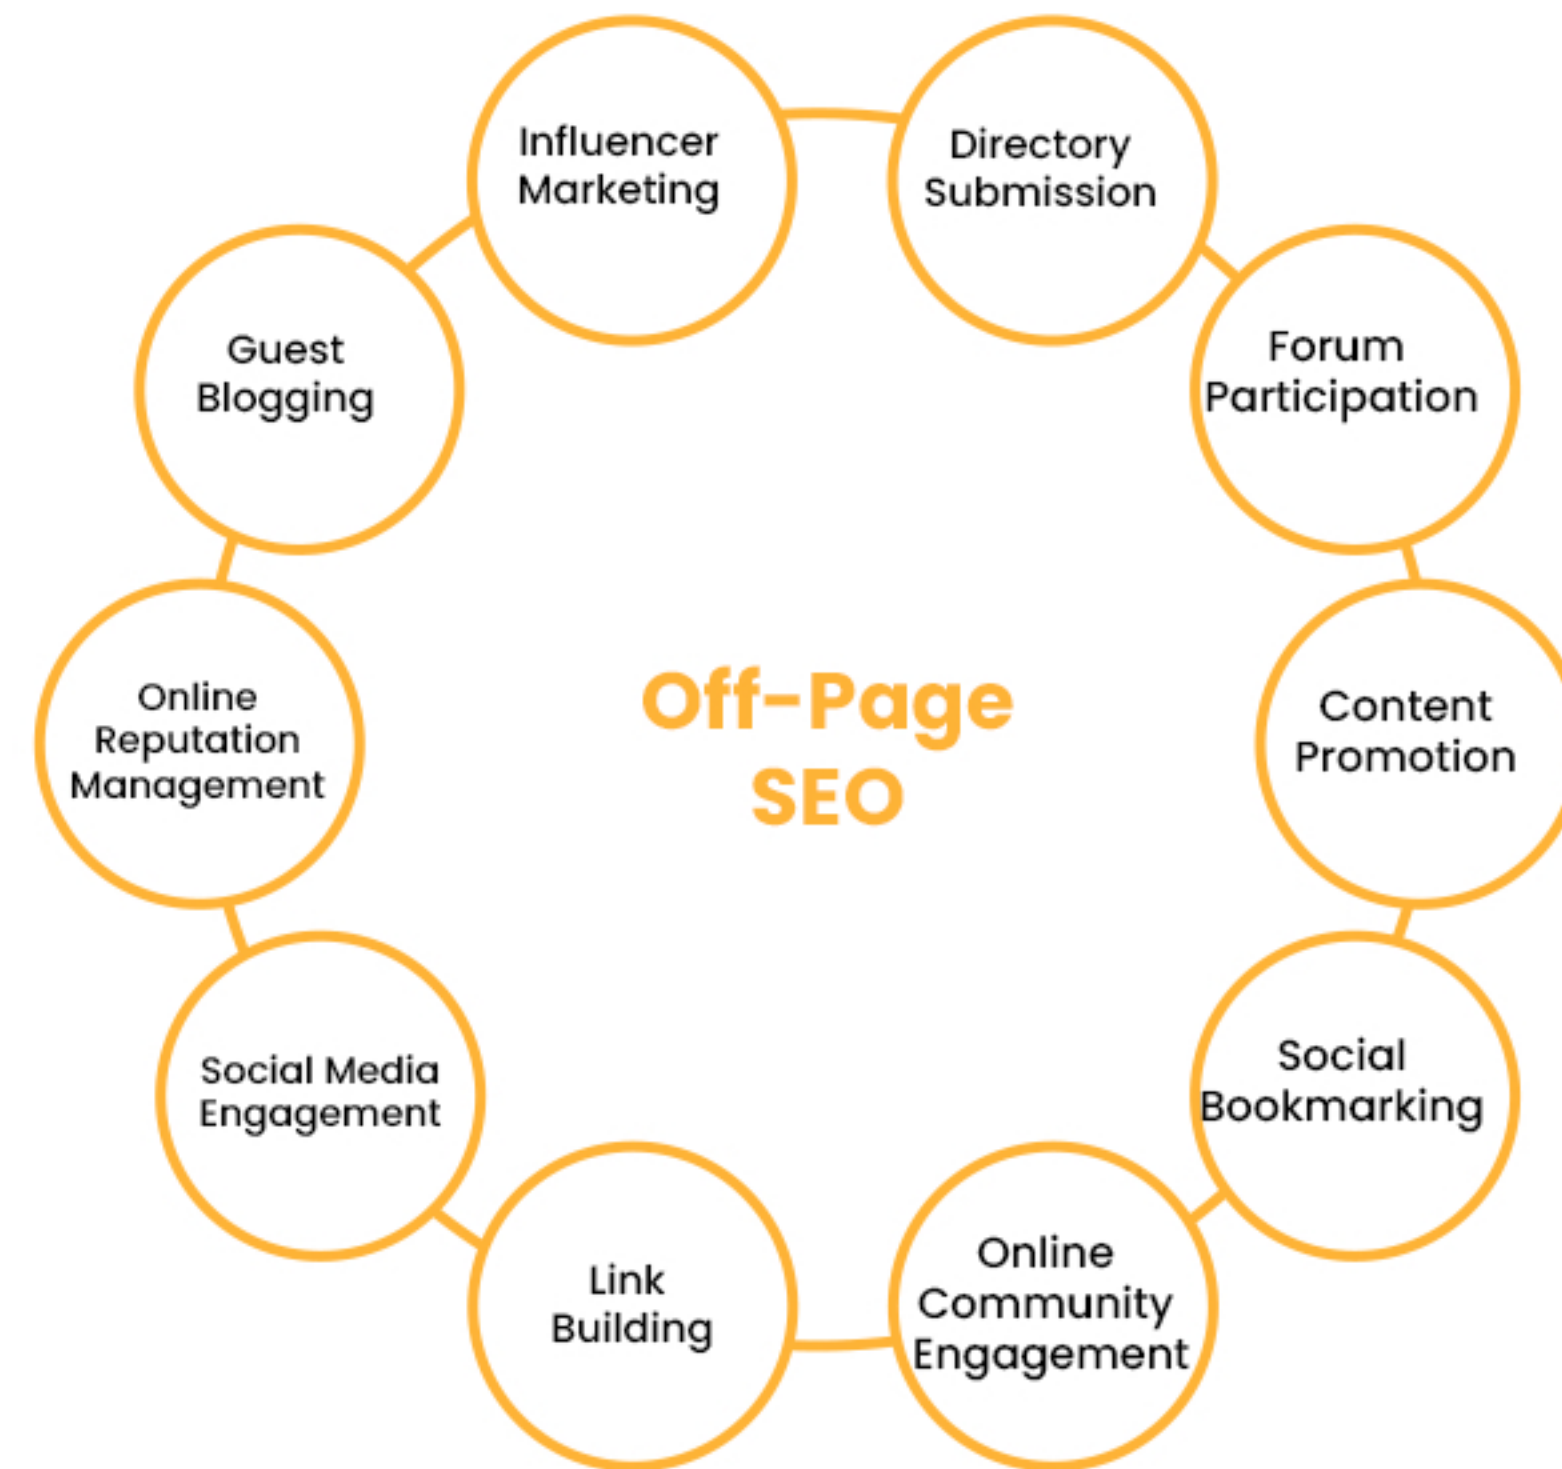 Influencer
Marketing
Directory
Submission
Forum
Participation
Content
Promotion
Social
Bookmarking
Online
Community
Engagement
Link
Building
Social Media
Engagement
Online
Reputation
Management
Guest
Blogging
Off-Page
SEO